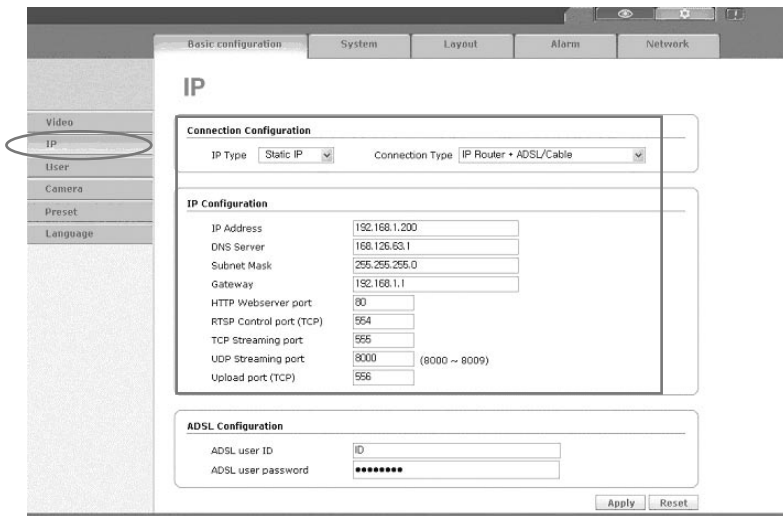 Basic configuration System Layout Alarm Network
IP
Video
IP
User
Camera
Preset
Language
Connection Configuration
IP Type Static IP Connection Type IP Router + ADSL/Cable
IP Configuration
IP Address 192.168.1.200
DNS Server 168.126.63.1
Subnet Mask 255.255.255.0
Gateway 192.168.1.1
HTTP Webserver port 80
RTSP Control port (TCP) 554
TCP Streaming port 555
UDP Streaming port 8000 (8000 ~ 8009)
Upload port (TCP) 556
ADSL Configuration
ADSL user ID ID
ADSL user password ●●●●●●●●
Apply Reset